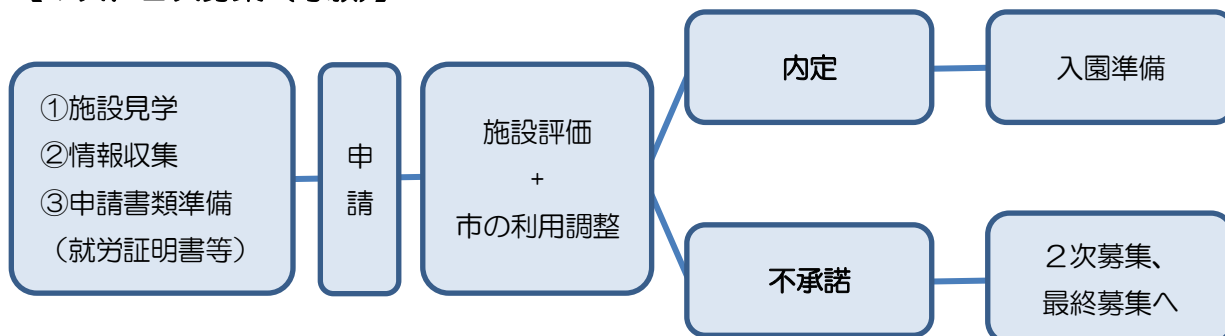 ①施設見学
②情報収集
③申請書類準備
（就労証明書等）
申
請
施設評価
+
市の利用調整
内定
入園準備
不承諾
２次募集、
最終募集へ